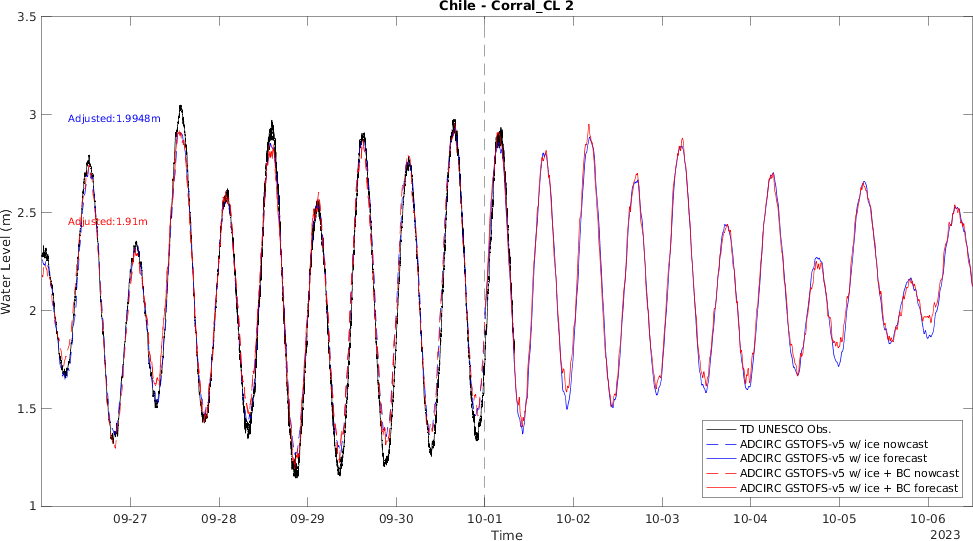 Chile - Corral_CL 2
3.5
3
2.5
2
1.5
1
Water Level (m)
Adjusted:1.9948m
Adjusted:1.91m
TD UNESCO Obs.
ADCIRC GSTOFS-v5 w/ ice nowcast
ADCIRC GSTOFS-v5 w/ ice forecast
ADCIRC GSTOFS-v5 w/ ice + BC nowcast
ADCIRC GSTOFS-v5 w/ ice + BC forecast
09-27 09-28 09-29 09-30 10-01 10-02 10-03 10-04 10-05 10-06
2023
Time